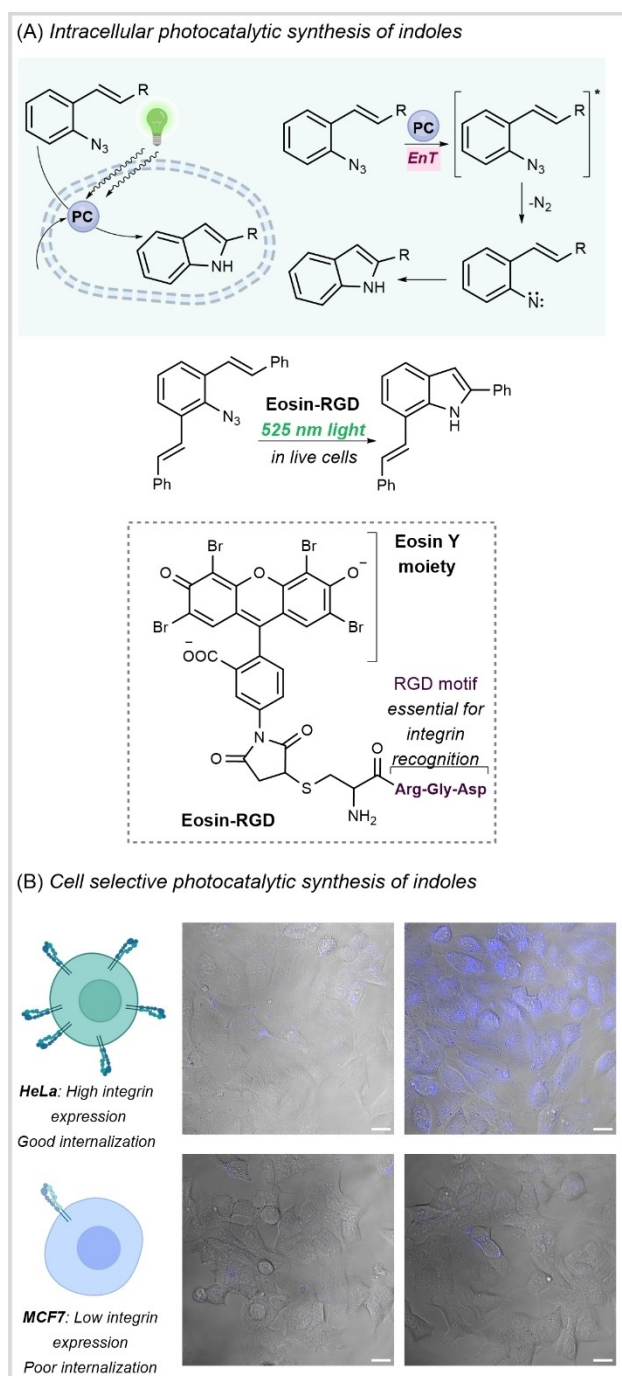 (A) Intracellular photocatalytic synthesis of indoles
R
N3
PC
R
NH
R
N3
PC
EnT
R
N3
*
-N2
R
N:
R
NH
Ph
N3
Ph
Eosin-RGD
525 nm light
in live cells
Ph
N
H
Ph
Br
Br
O
O
O−
Br
Br
−OOC
Eosin Y
moiety
N
O
O
S
NH2
O
RGD motif
essential for
integrin
recognition
Arg-Gly-Asp
Eosin-RGD
(B) Cell selective photocatalytic synthesis of indoles
HeLa: High integrin
expression
Good internalization
MCF7: Low integrin
expression
Poor internalization